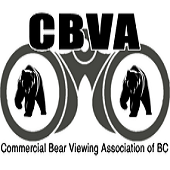 CBVA
Commercial Bear Viewing Association of BC